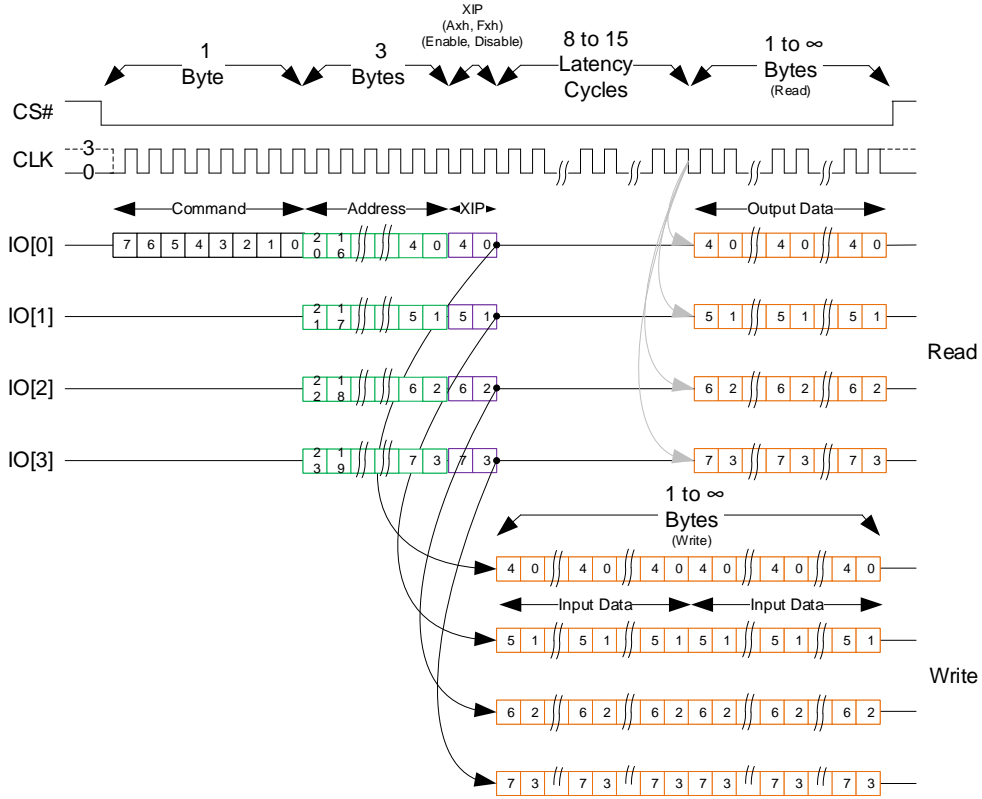 XIP
(Axh, Fxh)
(Enable, Disable)
1
Byte
3
Bytes
8 to 15
Latency
Cycles
1 to ∞
Bytes
(Read)
CS#
CLK
3
0
Command
Address
XIP
Output Data
IO[0]
7 6 5 4 3 2 1 0 20 16 4 0 4 0 4 0 4 0 4 0
IO[1]
21 17 5 1 5 1 5 1 5 1 5 1
Read
IO[2]
22 18 6 2 6 2 6 2 6 2 6 2
IO[3]
23 19 7 3 7 3 7 3 7 3 7 3
1 to ∞
Bytes
(Write)
4 0 4 0 4 0 4 0 4 0 4 0
Input Data Input Data
5 1 5 1 5 1 5 1 5 1 5 1
Write
6 2 6 2 6 2 6 2 6 2 6 2
7 3 7 3 7 3 7 3 7 3 7 3